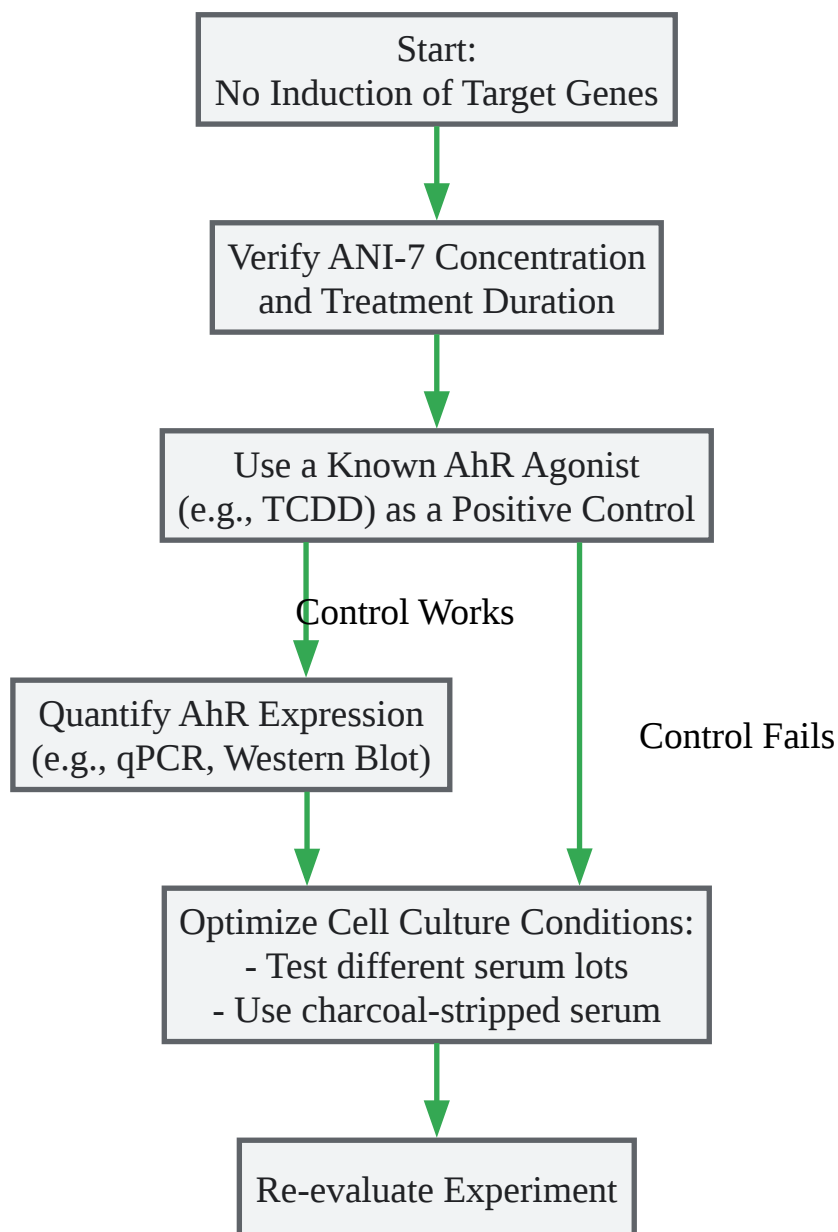 Start:
No Induction of Target Genes
Verify ANI-7 Concentration
and Treatment Duration
Use a Known AhR Agonist
(e.g., TCDD) as a Positive Control
Control Works
Quantify AhR Expression
(e.g., qPCR, Western Blot)
Control Fails
Optimize Cell Culture Conditions:
- Test different serum lots
- Use charcoal-stripped serum
Re-evaluate Experiment